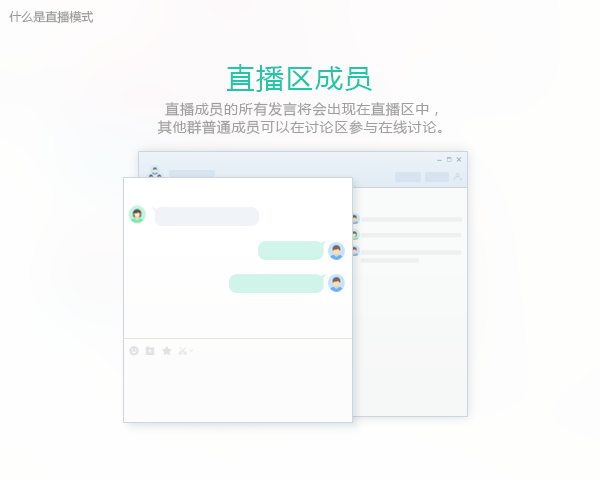 什么是直播模式
直播区成员
直播成员的所有发言将会出现在直播区中，
其他群普通成员可以在讨论区参与在线讨论。